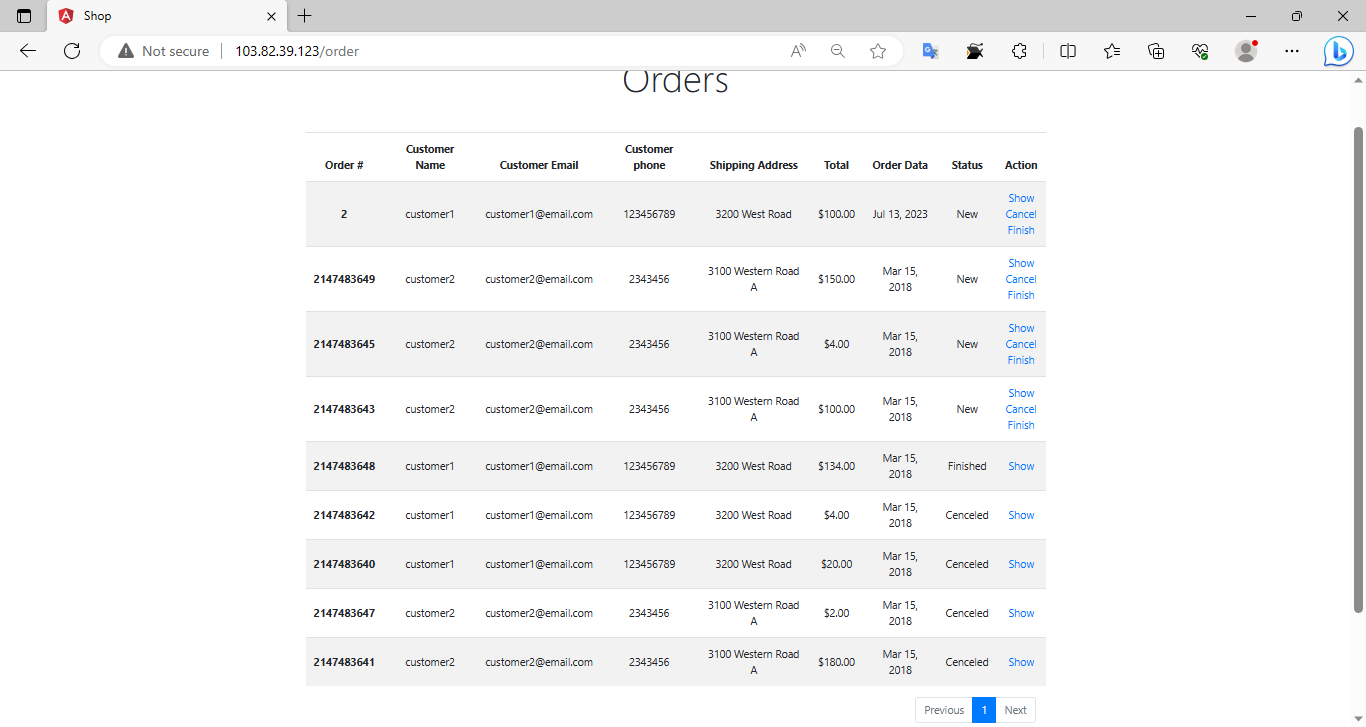 Shop
Not secure 103.82.39.123/order
Orders
Order # Customer Name Customer Email Customer phone Shipping Address Total Order Data Status Action
2 customer1 customer1@email.com 123456789 3200 West Road $100.00 Jul 13, 2023 New Show Cancel Finish
2147483649 customer2 customer2@email.com 2343456 3100 Western Road A $150.00 Mar 15, 2018 New Show Cancel Finish
2147483645 customer2 customer2@email.com 2343456 3100 Western Road A $4.00 Mar 15, 2018 New Show Cancel Finish
2147483643 customer2 customer2@email.com 2343456 3100 Western Road A $100.00 Mar 15, 2018 New Show Cancel Finish
2147483648 customer1 customer1@email.com 123456789 3200 West Road $134.00 Mar 15, 2018 Finished Show
2147483642 customer1 customer1@email.com 123456789 3200 West Road $4.00 Mar 15, 2018 Cenceled Show
2147483640 customer1 customer1@email.com 123456789 3200 West Road $20.00 Mar 15, 2018 Cenceled Show
2147483647 customer2 customer2@email.com 2343456 3100 Western Road A $2.00 Mar 15, 2018 Cenceled Show
2147483641 customer2 customer2@email.com 2343456 3100 Western Road A $180.00 Mar 15, 2018 Cenceled Show
Previous 1 Next